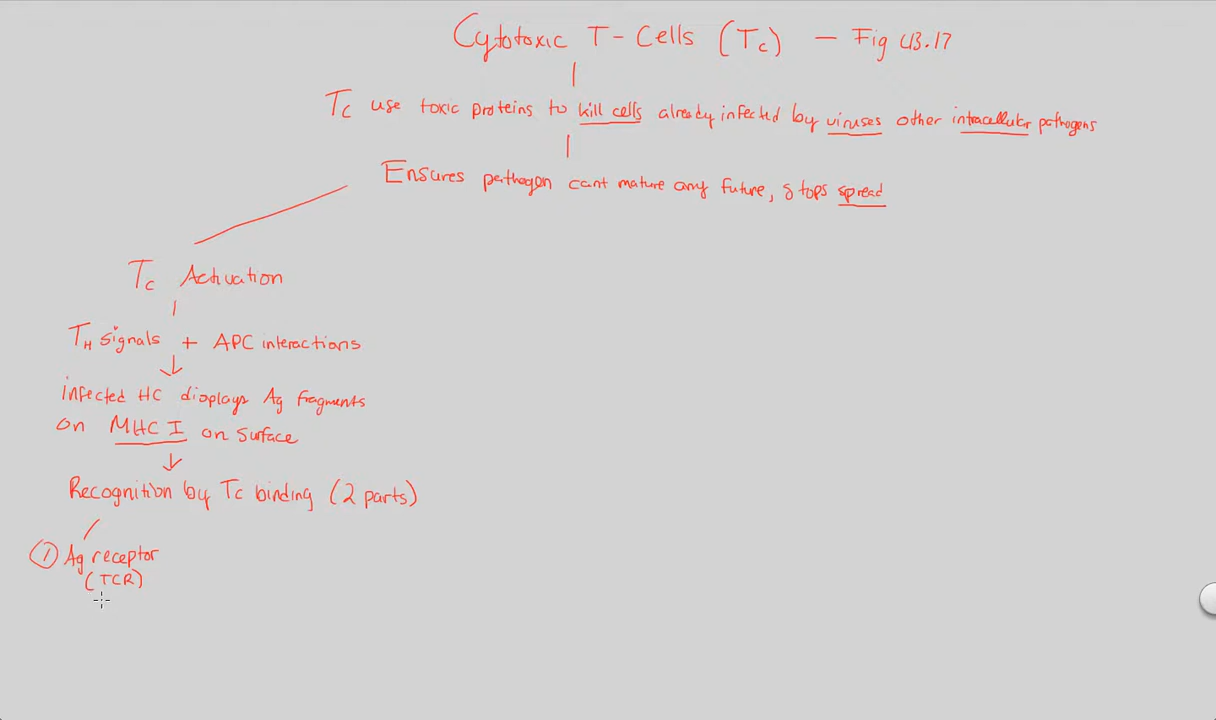 Cytotoxic T-Cells (Tc) — Fig 43.17
Tc use toxic proteins to kill cells already infected by viruses other intracellular pathogens
Ensures pathogen cant mature any future, stops spread
Tc Activation
TH signals + APC interactions
infected HC displays Ag fragments
on MHC I on surface
Recognition by Tc binding (2 parts)
① Ag receptor
(TCR)